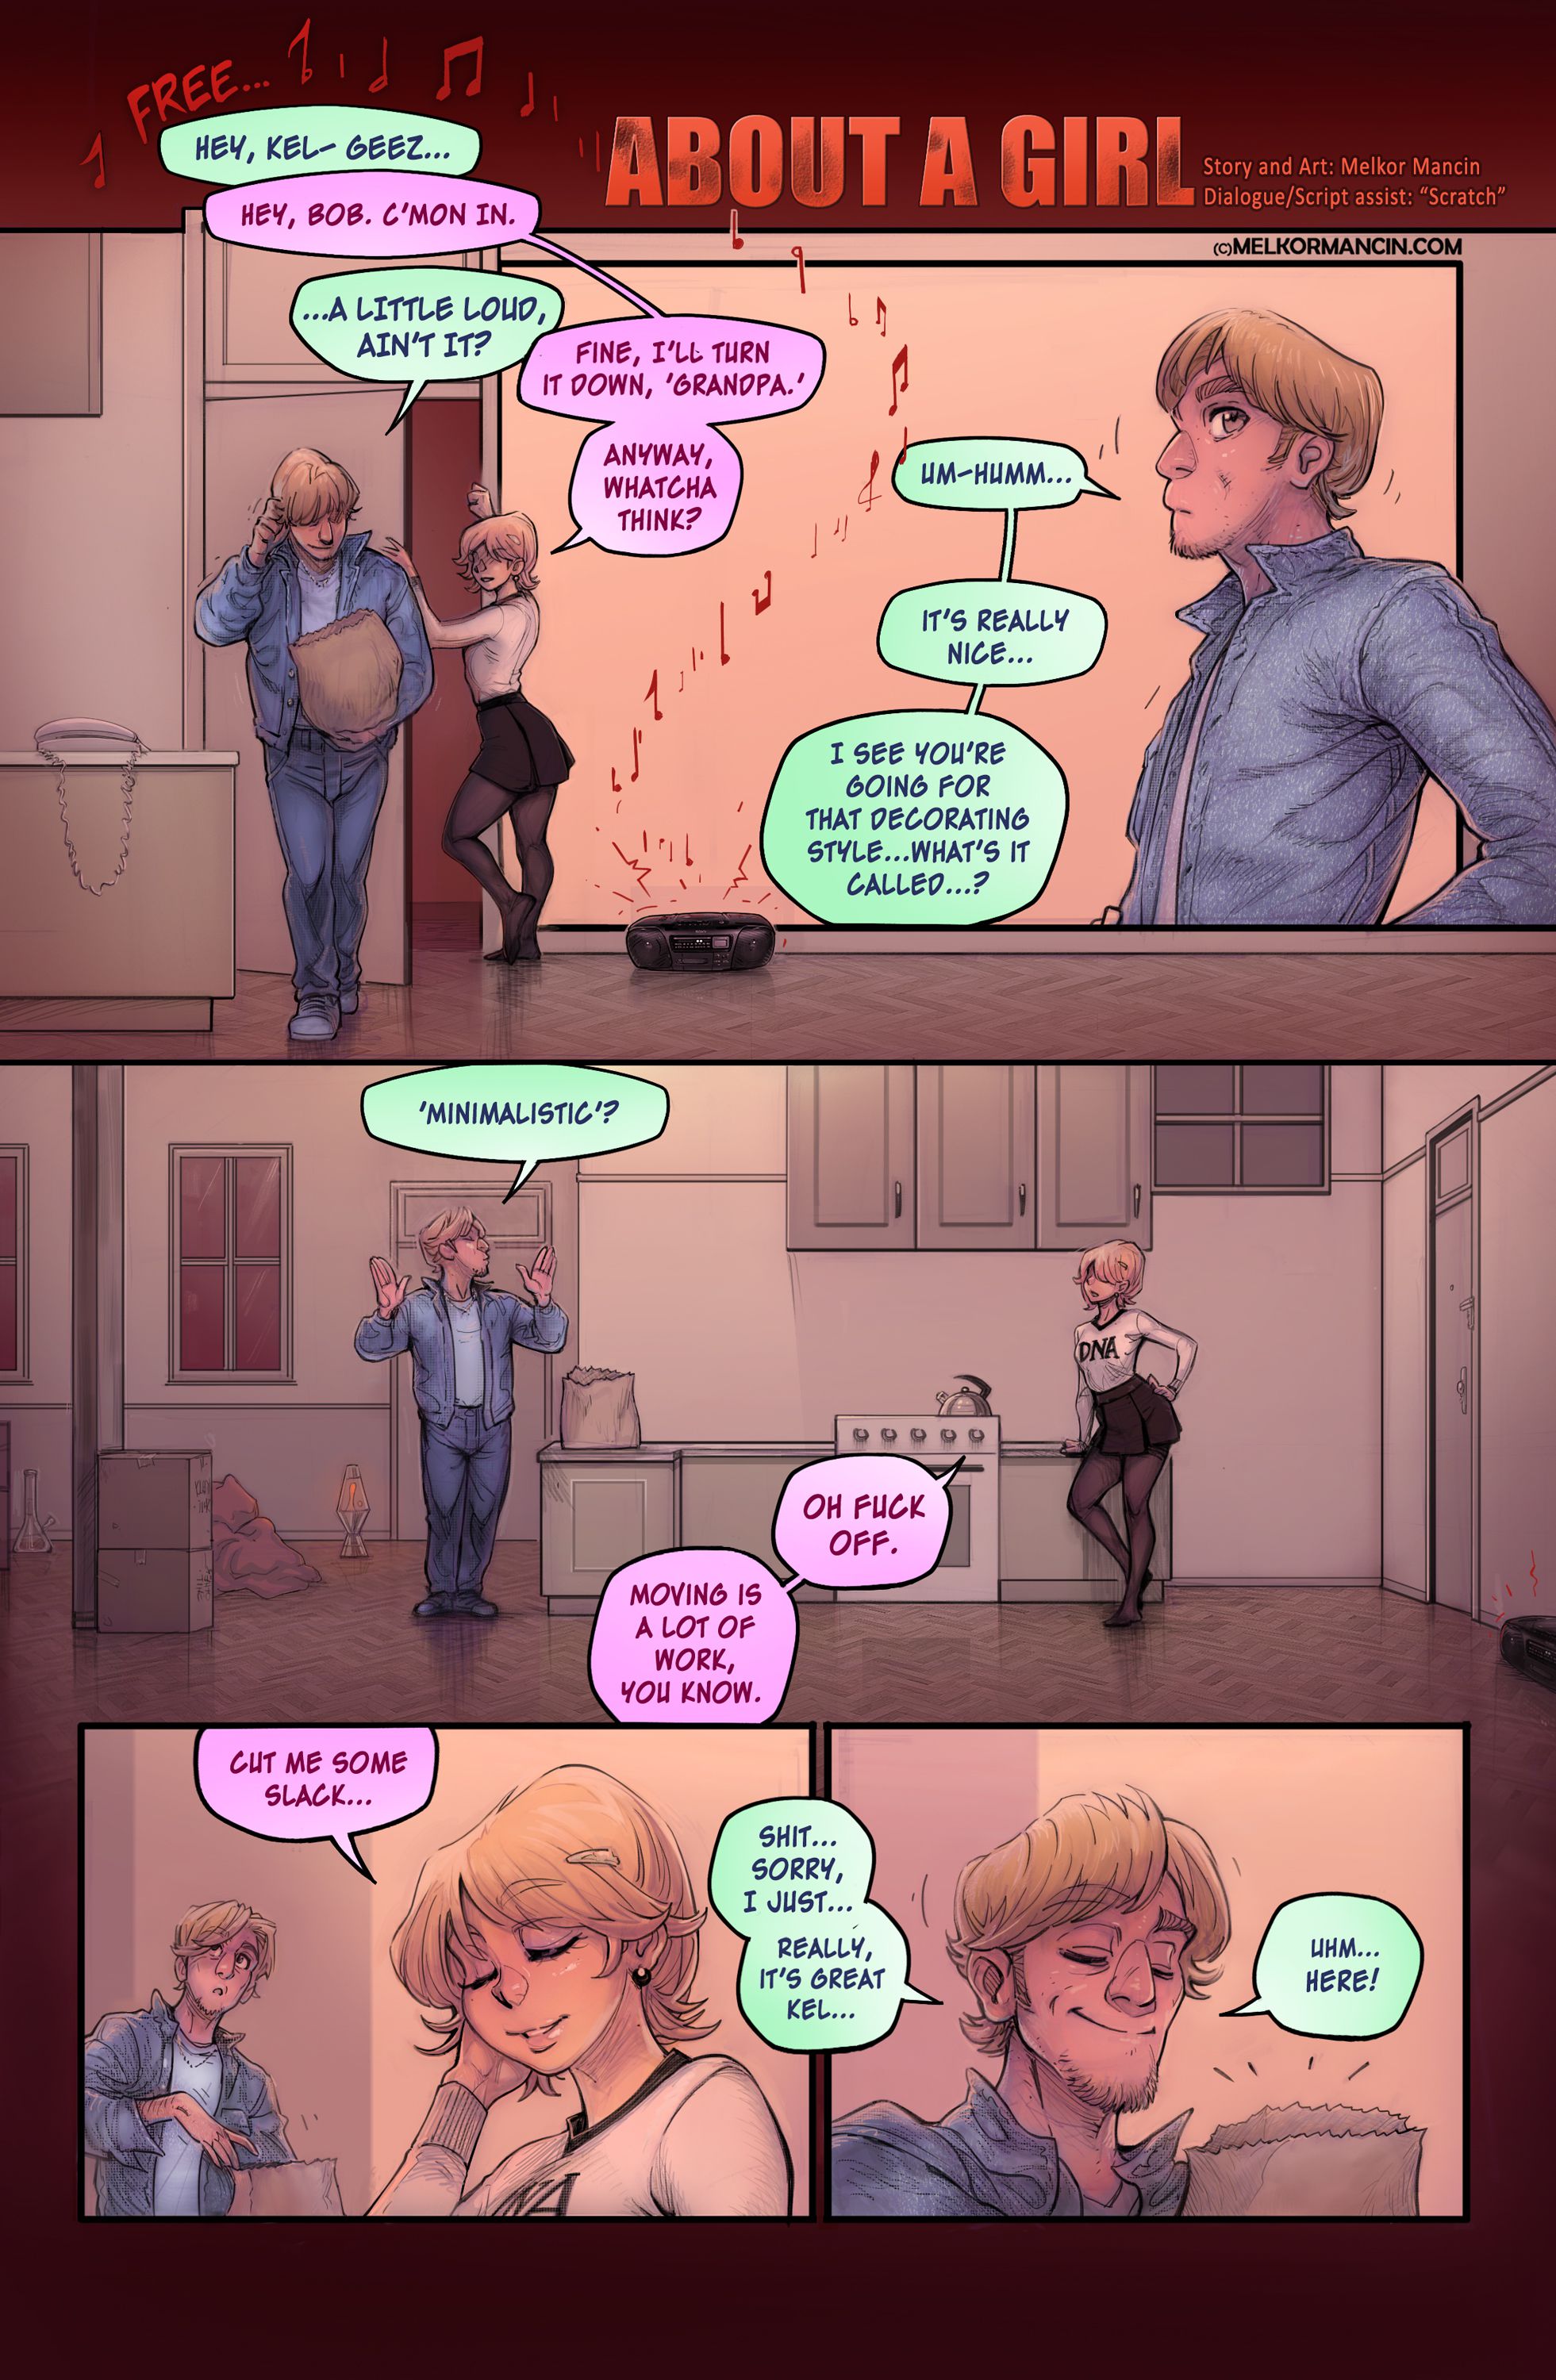 FREE...
HEY, KEL- GEEZ...
HEY, BOB. C'MON IN.
...A LITTLE LOUD,
AIN'T IT?
FINE, I'LL TURN
IT DOWN, 'GRANDPA.'
ANYWAY,
WHATCHA
THINK?
ABOUT A GIRL
Story and Art: Melkor Mancin
Dialogue/Script assist: “Scratch”
(C)MELKORMANCIN.COM
UM-HUMM...
IT'S REALLY
NICE...
I SEE YOU'RE
GOING FOR
THAT DECORATING
STYLE...WHAT'S IT
CALLED...?
'MINIMALISTIC'?
DNA
OH FUCK
OFF.
MOVING IS
A LOT OF
WORK,
YOU KNOW.
CUT ME SOME
SLACK...
SHIT...
SORRY,
I JUST...
REALLY,
IT'S GREAT
KEL...
UHM...
HERE!